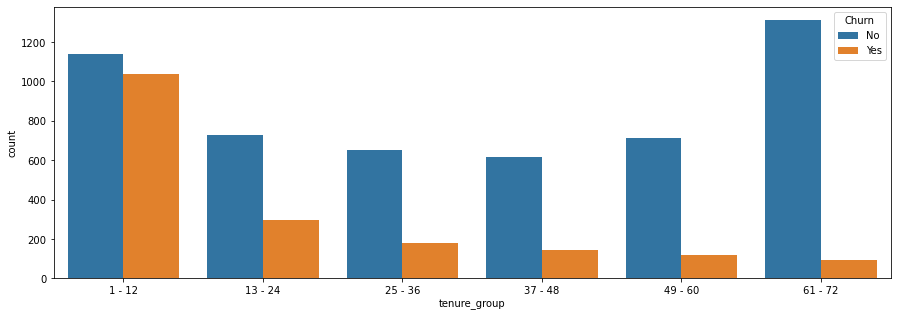 Churn
No
Yes
1200
1000
800
600
400
200
0
count
1 - 12 13 - 24 25 - 36 37 - 48 49 - 60 61 - 72
tenure_group